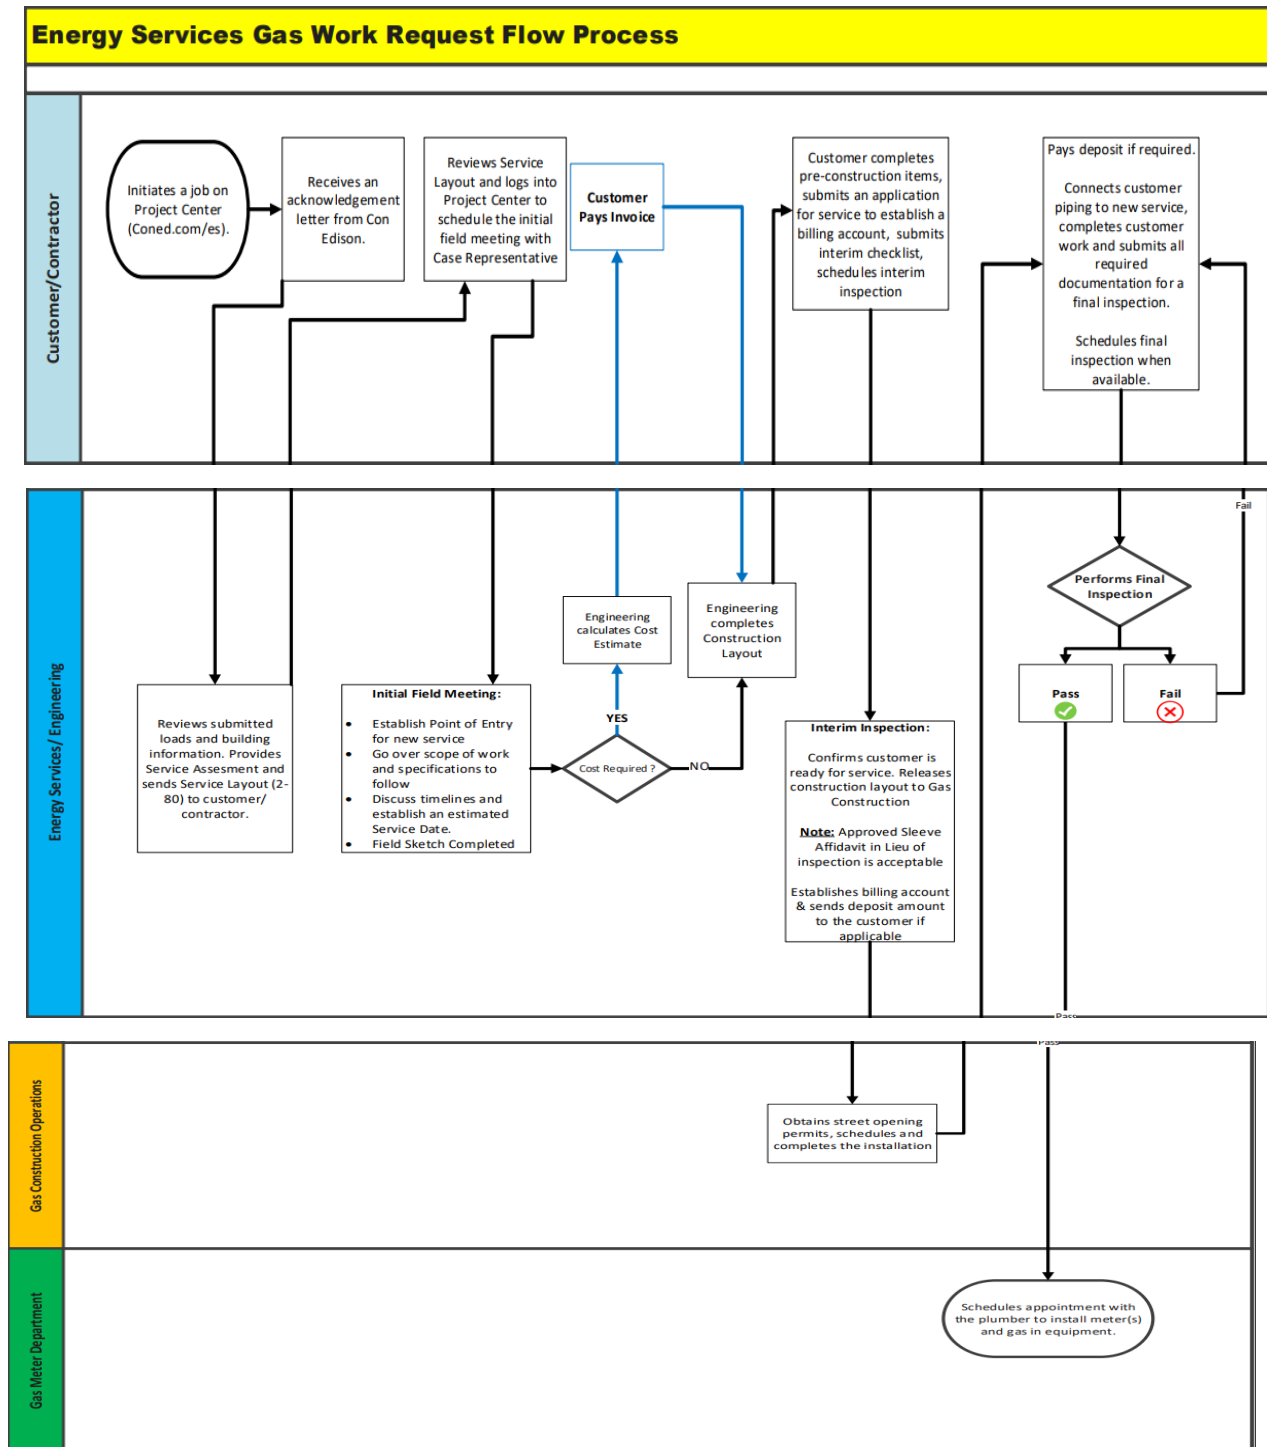 Energy Services Gas Work Request Flow Process
Customer/Contractor
Initiates a job on
Project Center
(Coned.com/es).
Receives an
acknowledgement
letter from Con
Edison.
Reviews Service
Layout and logs into
Project Center to
schedule the initial
field meeting with
Case Representative
Customer
Pays Invoice
Customer completes
pre-construction items,
submits an application
for service to establish a
billing account, submits
interim checklist,
schedules interim
inspection
Pays deposit if required.
Connects customer
piping to new service,
completes customer
work and submits all
required
documentation for a
final inspection.
Schedules final
inspection when
available.
Energy Services/ Engineering
Reviews submitted
loads and building
information. Provides
Service Assesment and
sends Service Layout (2-
80) to customer/
contractor.
Initial Field Meeting:
• Establish Point of Entry
for new service
• Go over scope of work
and specifications to
follow
• Discuss timelines and
establish an estimated
Service Date.
• Field Sketch Completed
Engineering
calculates Cost
Estimate
YES
Cost Required ?
NO
Engineering
completes
Construction
Layout
Interim Inspection:
Confirms customer is
ready for service. Releases
construction layout to Gas
Construction
Note: Approved Sleeve
Affidavit in Lieu of
inspection is acceptable
Establishes billing account
& sends deposit amount
to the customer if
applicable
Performs Final
Inspection
Pass
Fail
Fail
Pass
Gas Construction Operations
Pass
Obtains street opening
permits, schedules and
completes the installation
Gas Meter Department
Schedules appointment with
the plumber to install meter(s)
and gas in equipment.